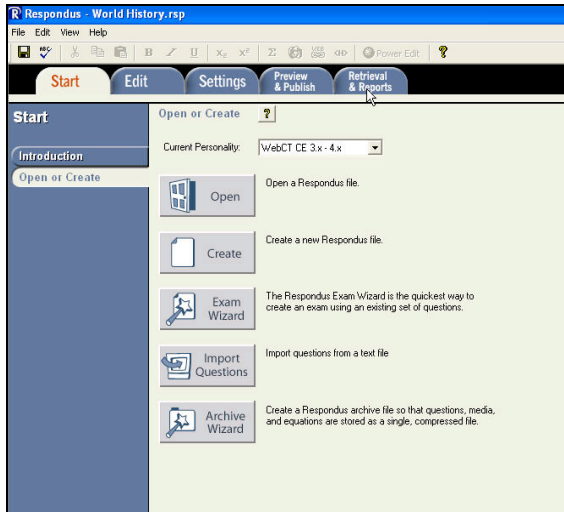 Respondus - World History.rsp
File Edit View Help
B I U X₂ X² Σ Power Edit ?
Start Edit Settings Preview & Publish Retrieval & Reports
Start
Introduction
Open or Create
Open or Create ?
Current Personality: WebCT CE 3.x - 4.x
Open
Open a Respondus file.
Create
Create a new Respondus file.
Exam
Wizard
The Respondus Exam Wizard is the quickest way to
create an exam using an existing set of questions.
Import
Questions
Import questions from a text file
Archive
Wizard
Create a Respondus archive file so that questions, media,
and equations are stored as a single, compressed file.